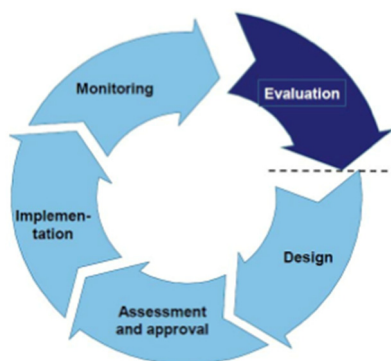 Monitoring
Evaluation
Implemen-
tation
Design
Assessment
and approval